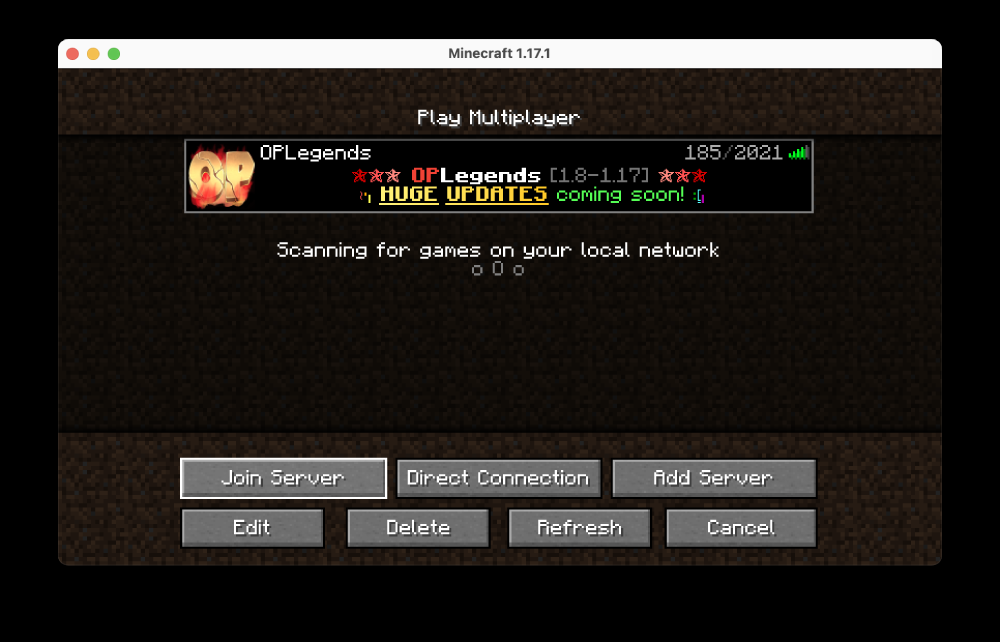 Minecraft 1.17.1
Play Multiplayer
OP
OPLegends 185/2021
OPLegends [1.8-1.17]
HUGE UPDATES coming soon!
Scanning for games on your local network
o O o
Join Server Direct Connection Add Server
Edit Delete Refresh Cancel